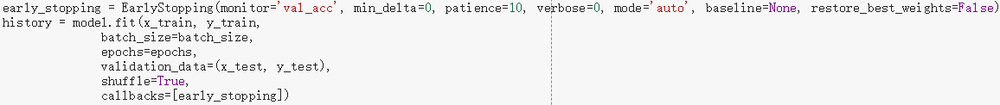 early_stopping = EarlyStopping(monitor='val_acc', min_delta=0, patience=10, verbose=0, mode='auto', baseline=None, restore_best_weights=False)
history = model.fit(x_train, y_train,
batch_size=batch_size,
epochs=epochs,
validation_data=(x_test, y_test),
shuffle=True,
callbacks=[early_stopping])